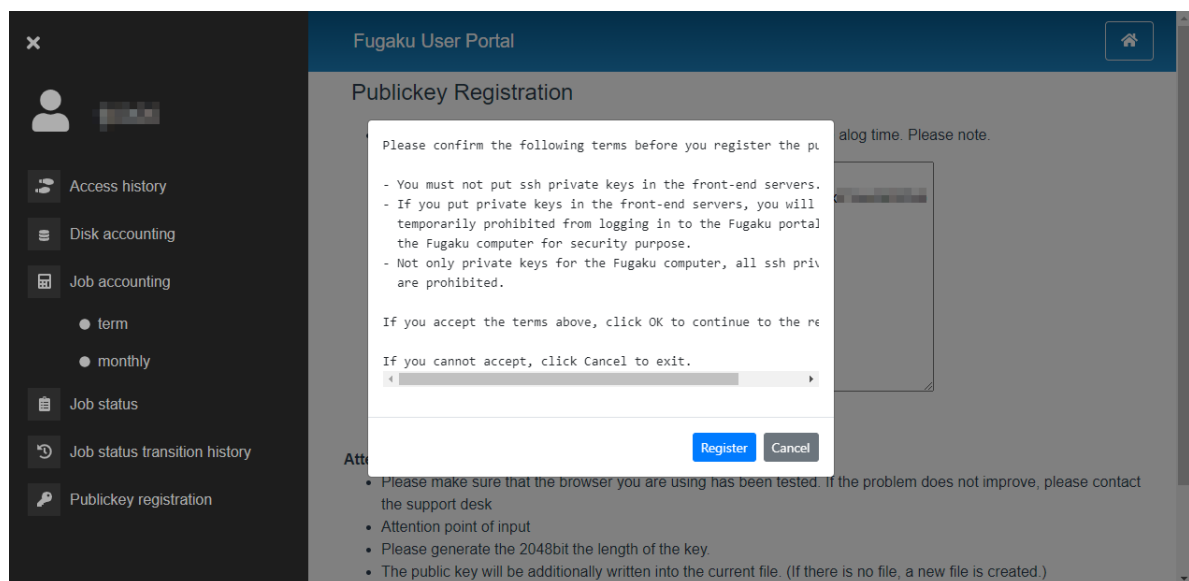 Fugaku User Portal
Access history
Disk accounting
Job accounting
term
monthly
Job status
Job status transition history
Publickey registration
Publickey Registration
alog time. Please note.
Please confirm the following terms before you register the pu
- You must not put ssh private keys in the front-end servers.
- If you put private keys in the front-end servers, you will
temporarily prohibited from logging in to the Fugaku portal
the Fugaku computer for security purpose.
- Not only private keys for the Fugaku computer, all ssh priv
are prohibited.
If you accept the terms above, click OK to continue to the re
If you cannot accept, click Cancel to exit.
Register Cancel
Atte
• Please make sure that the browser you are using has been tested. If the problem does not improve, please contact
the support desk
• Attention point of input
• Please generate the 2048bit the length of the key.
• The public key will be additionally written into the current file. (If there is no file, a new file is created.)